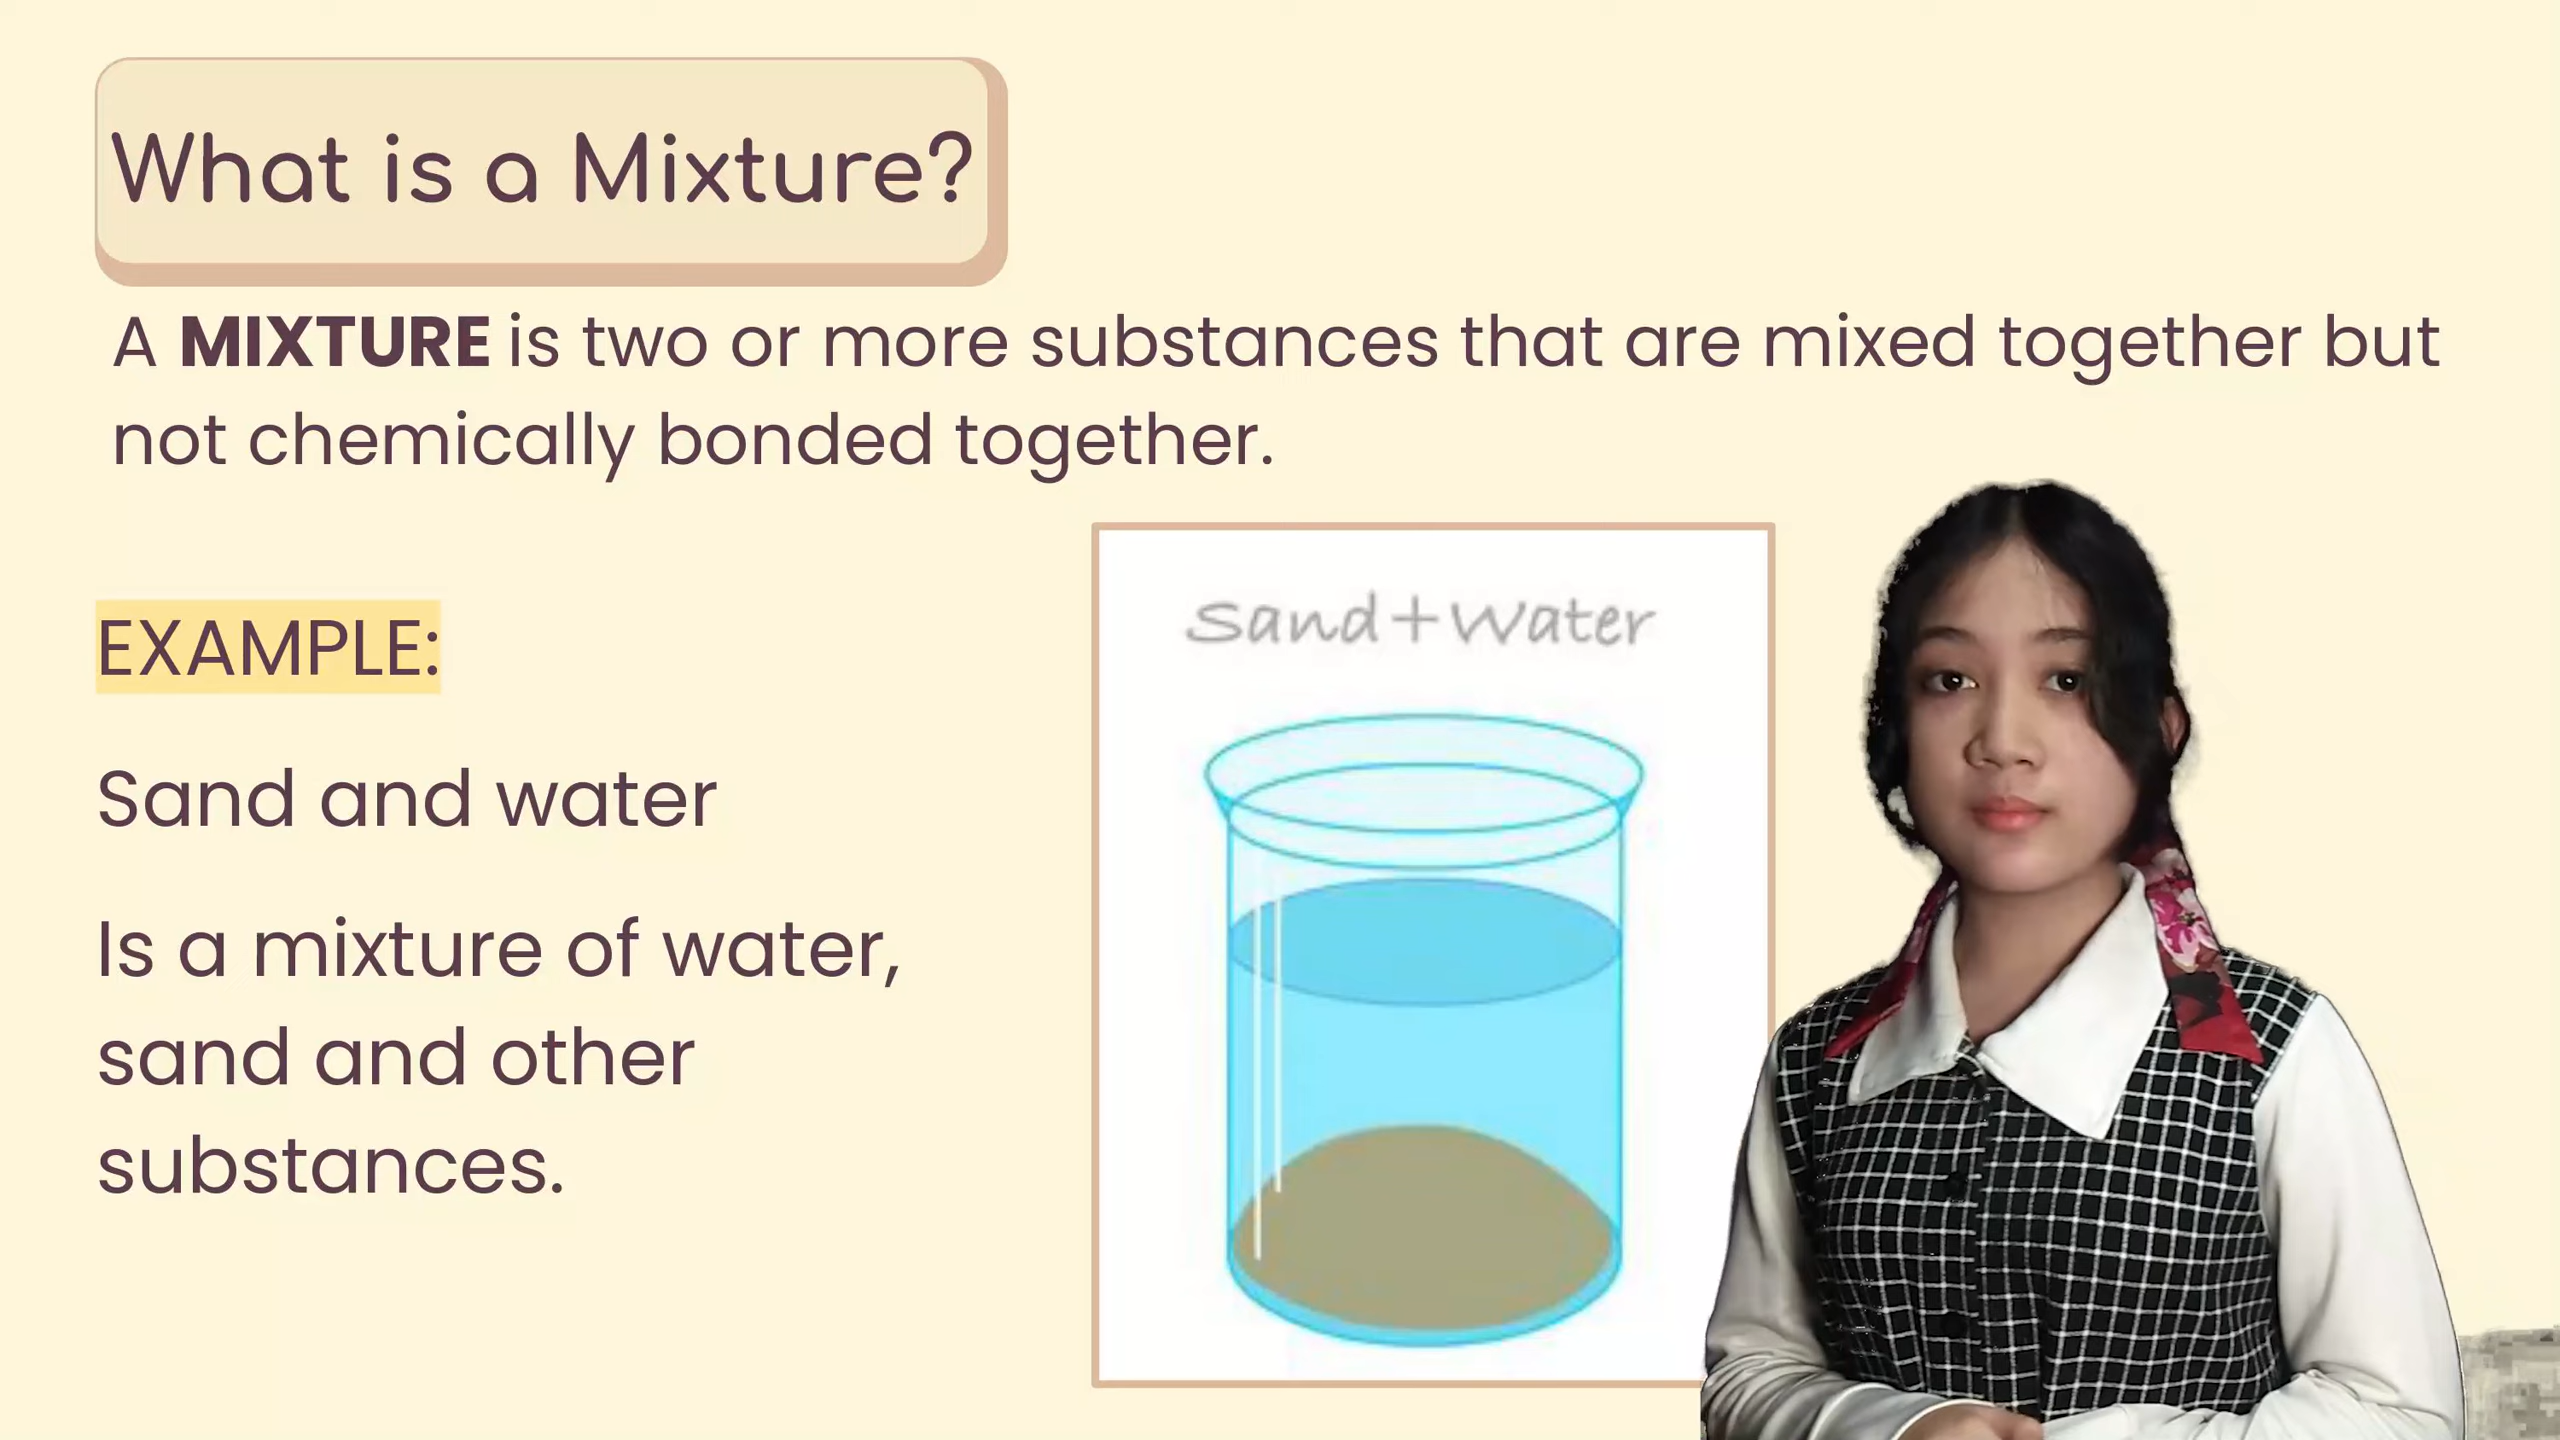 What is a Mixture?
A MIXTURE is two or more substances that are mixed together but
not chemically bonded together.
EXAMPLE:
Sand and water
Is a mixture of water,
sand and other
substances.
Sand+Water